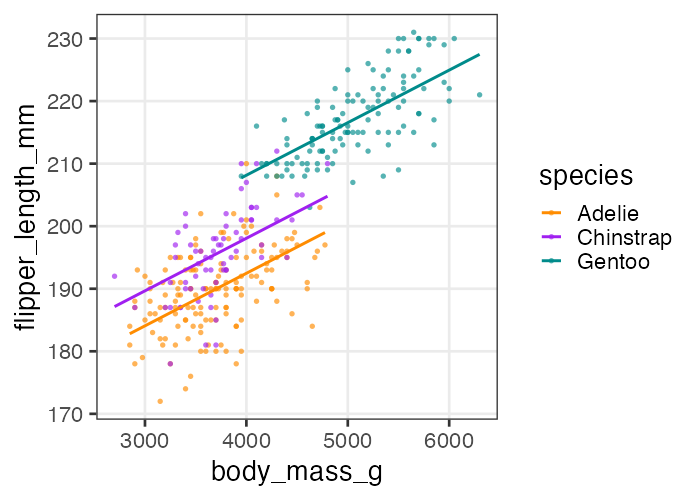 230
220
210
200
190
180
170
flipper_length_mm
3000 4000 5000 6000
body_mass_g
species
Adelie
Chinstrap
Gentoo